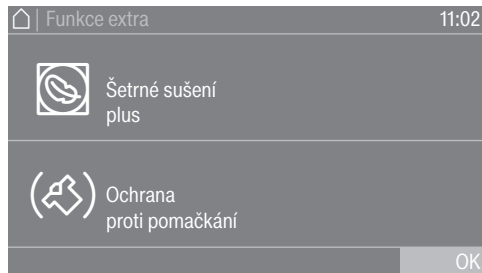 | Funkce extra 11:02
Šetrné sušení
plus
Ochrana
proti pomačkání
OK